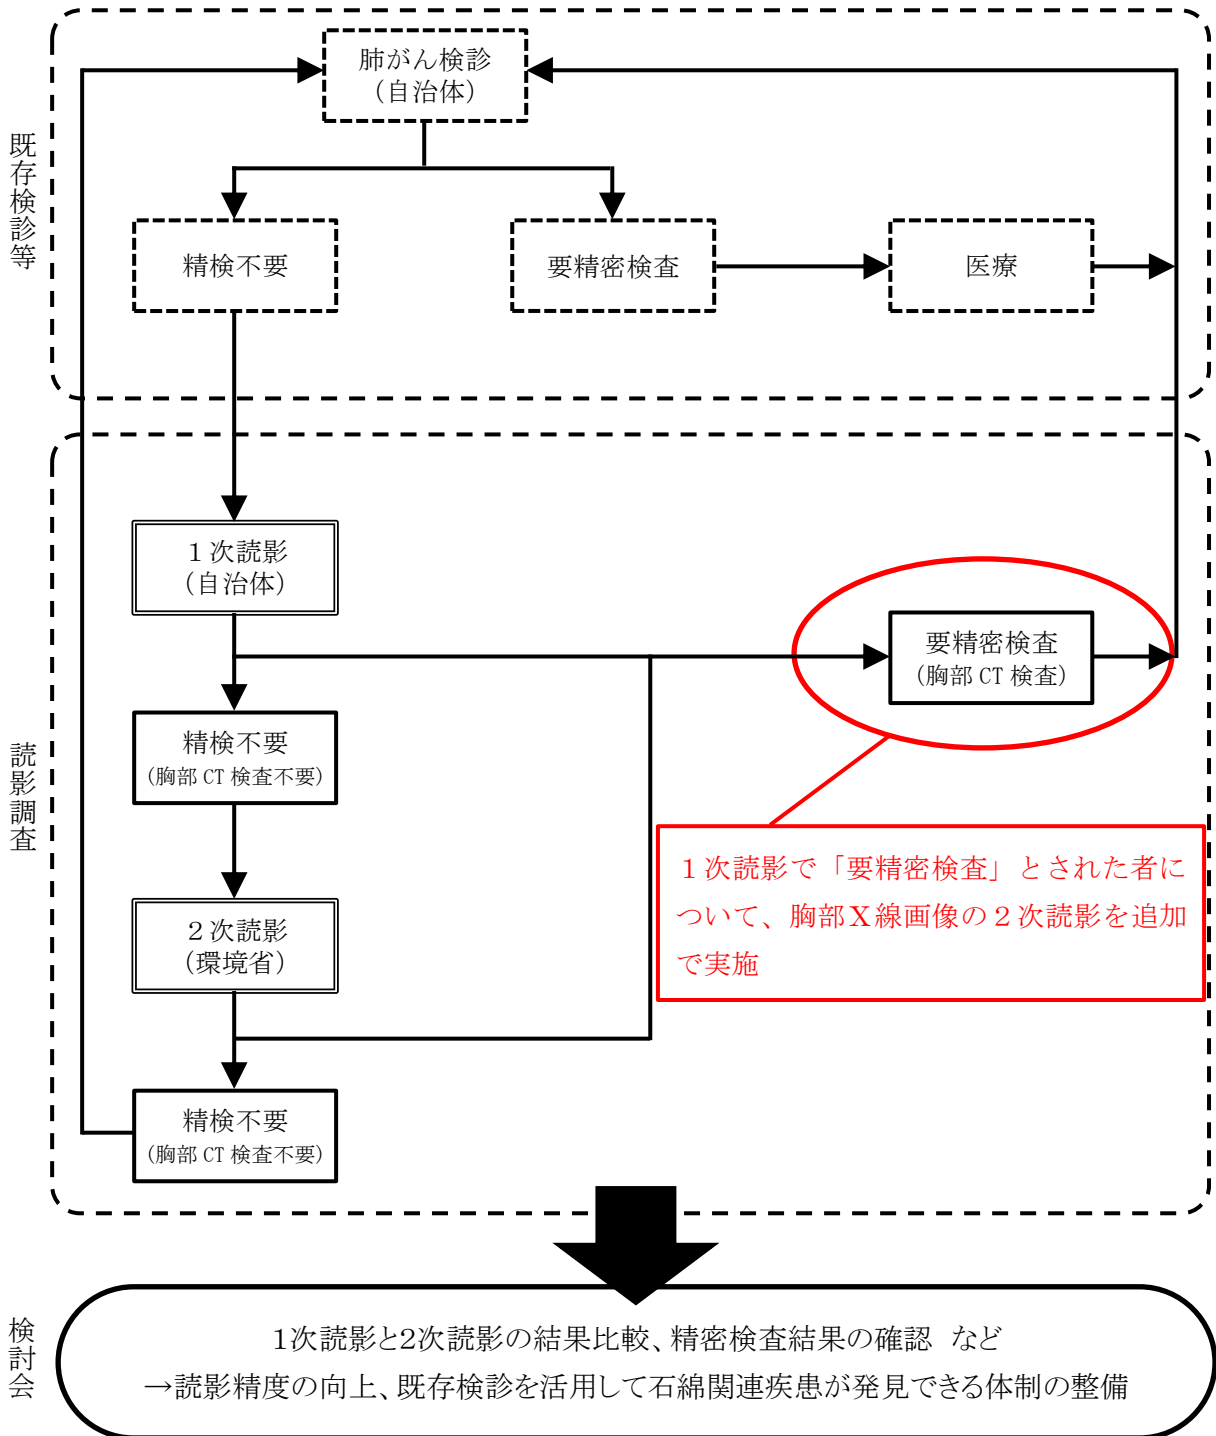 既存検診等
肺がん検診
（自治体）
精検不要
要精密検査
医療
読影調査
１次読影
（自治体）
要精密検査
（胸部 CT 検査）
精検不要
（胸部 CT 検査不要）
１次読影で「要精密検査」とされた者に
ついて、胸部Ｘ線画像の２次読影を追加
で実施
２次読影
（環境省）
精検不要
（胸部 CT 検査不要）
検討会
1次読影と2次読影の結果比較、精密検査結果の確認 など
→読影精度の向上、既存検診を活用して石綿関連疾患が発見できる体制の整備